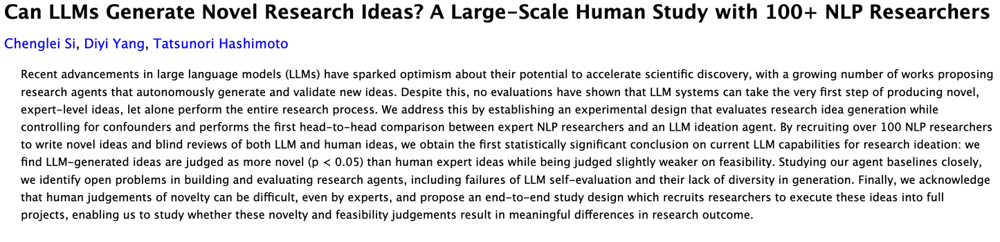 Can LLMs Generate Novel Research Ideas? A Large-Scale Human Study with 100+ NLP Researchers
Chenglei Si, Diyi Yang, Tatsunori Hashimoto
Recent advancements in large language models (LLMs) have sparked optimism about their potential to accelerate scientific discovery, with a growing number of works proposing
research agents that autonomously generate and validate new ideas. Despite this, no evaluations have shown that LLM systems can take the very first step of producing novel,
expert-level ideas, let alone perform the entire research process. We address this by establishing an experimental design that evaluates research idea generation while
controlling for confounders and performs the first head-to-head comparison between expert NLP researchers and an LLM ideation agent. By recruiting over 100 NLP researchers
to write novel ideas and blind reviews of both LLM and human ideas, we obtain the first statistically significant conclusion on current LLM capabilities for research ideation: we
find LLM-generated ideas are judged as more novel (p < 0.05) than human expert ideas while being judged slightly weaker on feasibility. Studying our agent baselines closely,
we identify open problems in building and evaluating research agents, including failures of LLM self-evaluation and their lack of diversity in generation. Finally, we acknowledge
that human judgements of novelty can be difficult, even by experts, and propose an end-to-end study design which recruits researchers to execute these ideas into full
projects, enabling us to study whether these novelty and feasibility judgements result in meaningful differences in research outcome.